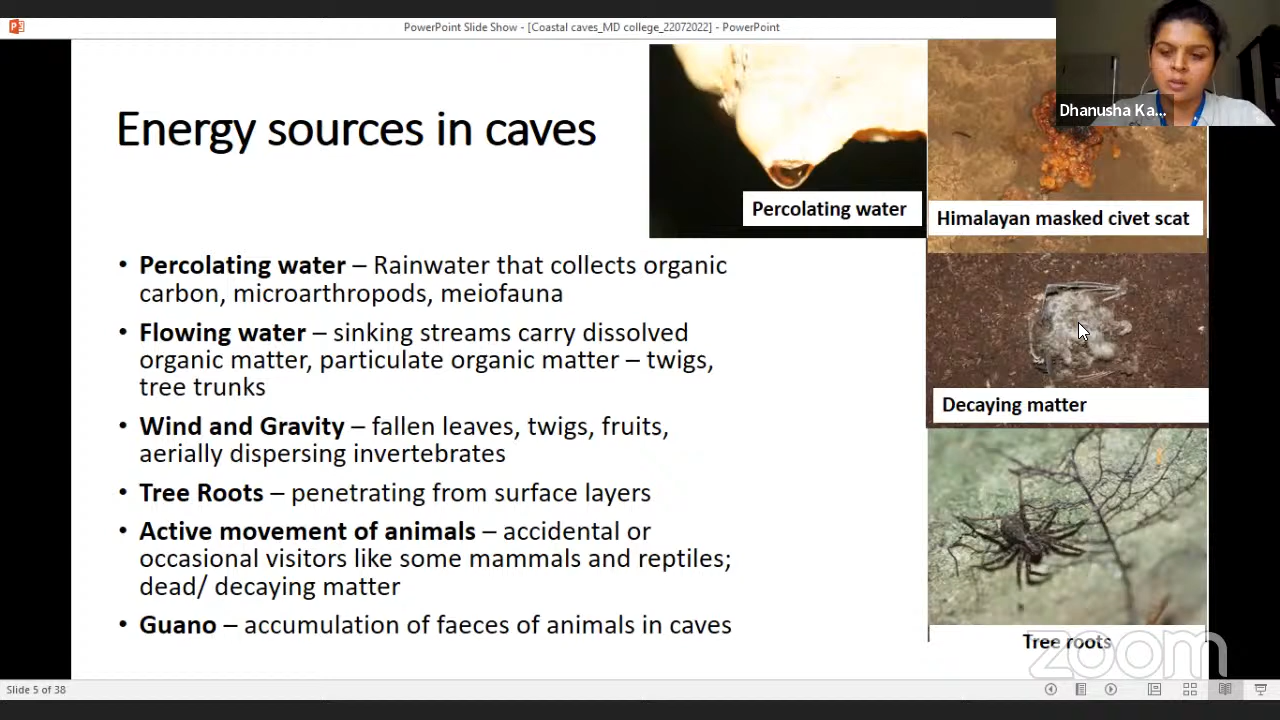 PowerPoint Slide Show - [Coastal caves_MD college_22072022] - PowerPoint
Dhanusha Ka...
Energy sources in caves
Percolating water
Himalayan masked civet scat
• Percolating water – Rainwater that collects organic
carbon, microarthropods, meiofauna
• Flowing water – sinking streams carry dissolved
organic matter, particulate organic matter – twigs,
tree trunks
• Wind and Gravity – fallen leaves, twigs, fruits,
aerially dispersing invertebrates
• Tree Roots – penetrating from surface layers
• Active movement of animals – accidental or
occasional visitors like some mammals and reptiles;
dead/ decaying matter
• Guano – accumulation of faeces of animals in caves
Decaying matter
Tree roots
zoom
Slide 5 of 38